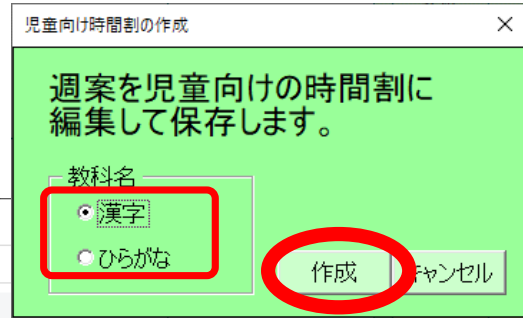 児童向け時間割の作成
週案を児童向けの時間割に
編集して保存します。
教科名
漢字
ひらがな
作成
キャンセル